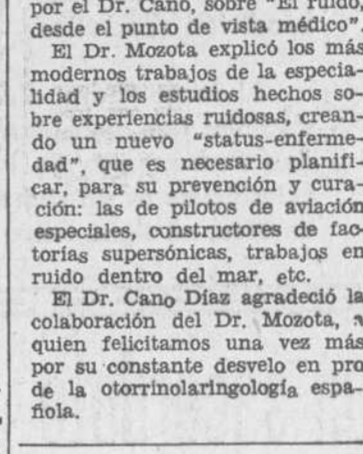 por el Dr. Cano, sobre "El ruido,
desde el punto de vista médico".
El Dr. Mozota explicó los más
modernos trabajos de la especia-
lidad y los estudios hechos so-
bre experiencias ruidosas, crean-
do un nuevo "status-enferme-
dad", que es necesario planifi-
car, para su prevención y cura-
ción: las de pilotos de aviación
especiales, constructores de fac-
torías supersónicas, trabajos en
ruido dentro del mar, etc.
El Dr. Cano Díaz agradeció la
colaboración del Dr. Mozota, a
quien felicitamos una vez más
por su constante desvelo en pro
de la otorrinolaringología espa-
ñola.